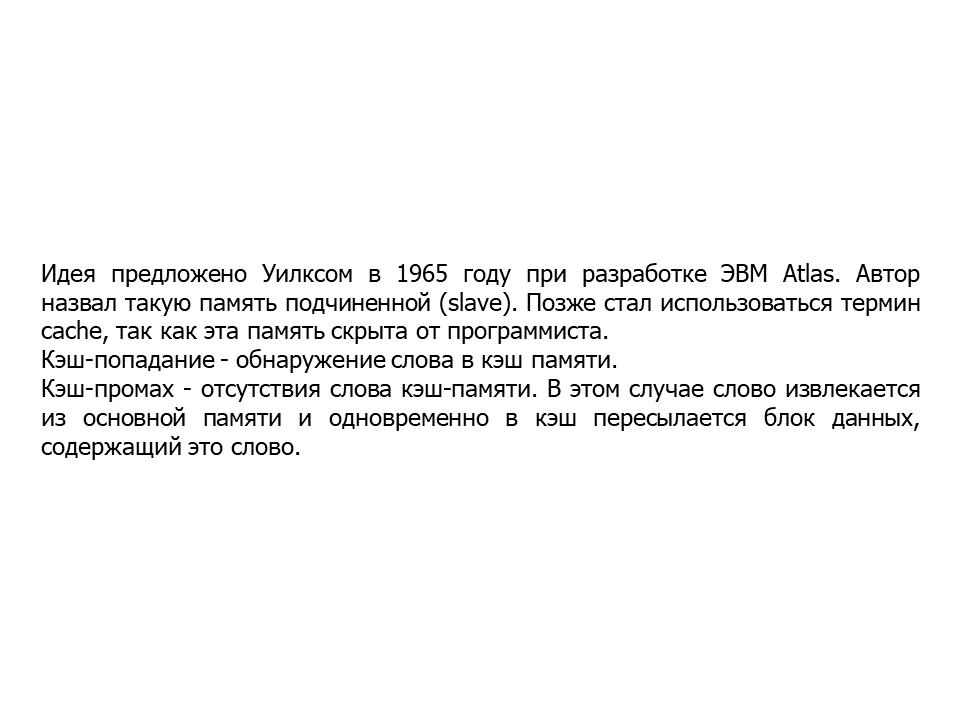 Идея предложено Уилксом в 1965 году при разработке ЭВМ Atlas. Автор
назвал такую память подчиненной (slave). Позже стал использоваться термин
cache, так как эта память скрыта от программиста.
Кэш-попадание - обнаружение слова в кэш памяти.
Кэш-промах - отсутствия слова кэш-памяти. В этом случае слово извлекается
из основной памяти и одновременно в кэш пересылается блок данных,
содержащий это слово.